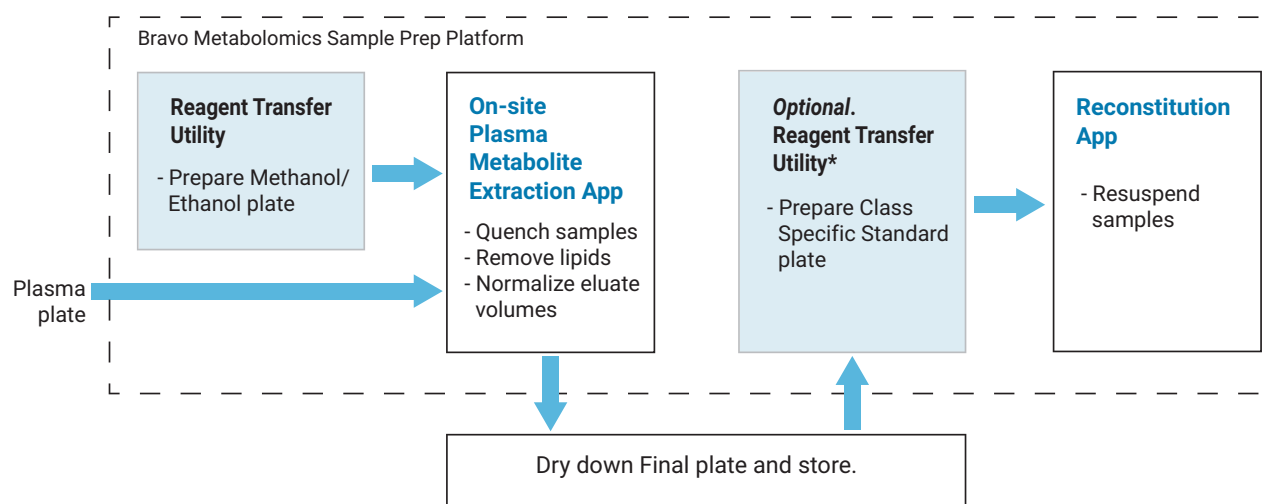 Bravo Metabolomics Sample Prep Platform
Reagent Transfer
Utility
- Prepare Methanol/
Ethanol plate
Plasma
plate
On-site
Plasma
Metabolite
Extraction App
- Quench samples
- Remove lipids
- Normalize eluate
volumes
Optional.
Reagent Transfer
Utility*
- Prepare Class
Specific Standard
plate
Reconstitution
App
- Resuspend
samples
Dry down Final plate and store.